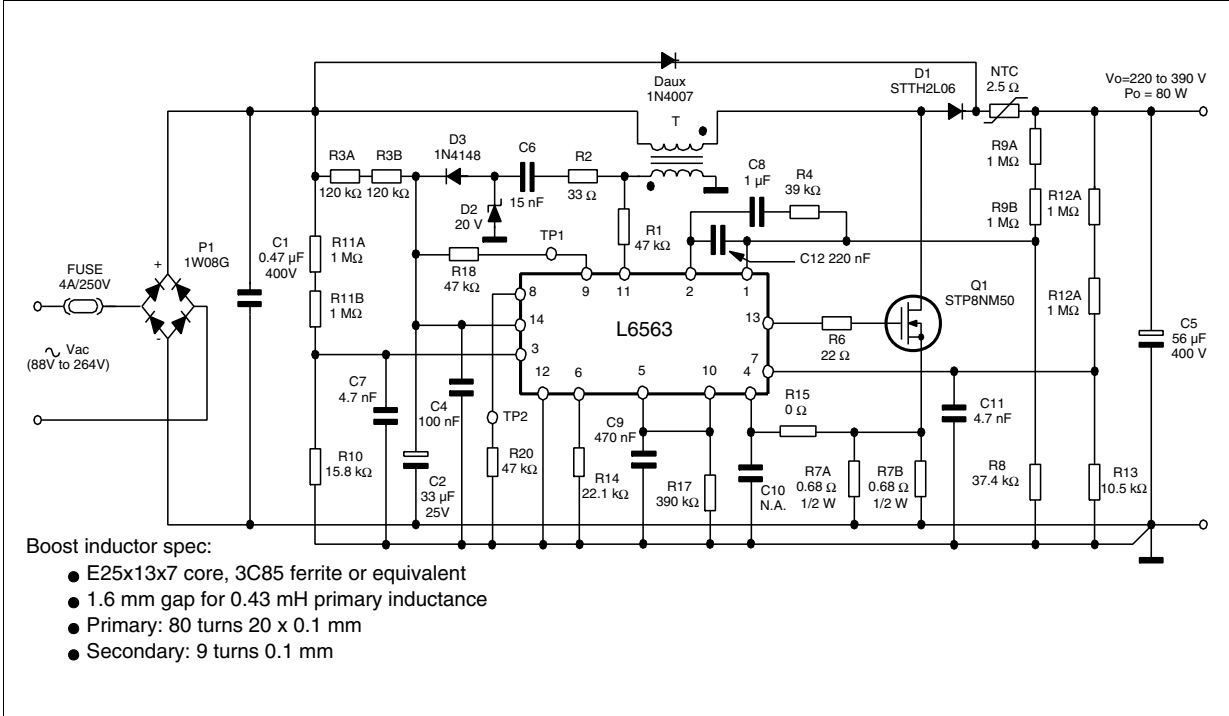 Daux
1N4007
D1
STTH2L06
NTC
2.5 Ω
Vo=220 to 390 V
Po = 80 W
T
R3A
120 kΩ
R3B
120 kΩ
D3
1N4148
C6
15 nF
R2
33 Ω
C8
1 µF
R4
39 kΩ
R9A
1 MΩ
D2
20 V
R9B
1 MΩ
R12A
1 MΩ
FUSE
4A/250V
P1
1W08G
+
-
C1
0.47 µF
400V
R11A
1 MΩ
R18
47 kΩ
TP1
R1
47 kΩ
C12 220 nF
R11B
1 MΩ
8
9
11
2
1
14
3
L6563
13
7
12
6
5
10
4
Q1
STP8NM50
R12A
1 MΩ
R6
22 Ω
C5
56 µF
400 V
Vac
(88V to 264V)
C7
4.7 nF
C4
100 nF
TP2
C9
470 nF
R15
0 Ω
C11
4.7 nF
R10
15.8 kΩ
C2
33 µF
25V
R20
47 kΩ
R14
22.1 kΩ
R17
390 kΩ
C10
N.A.
R7A
0.68 Ω
1/2 W
R7B
0.68 Ω
1/2 W
R8
37.4 kΩ
R13
10.5 kΩ
Boost inductor spec:
● E25x13x7 core, 3C85 ferrite or equivalent
● 1.6 mm gap for 0.43 mH primary inductance
● Primary: 80 turns 20 x 0.1 mm
● Secondary: 9 turns 0.1 mm